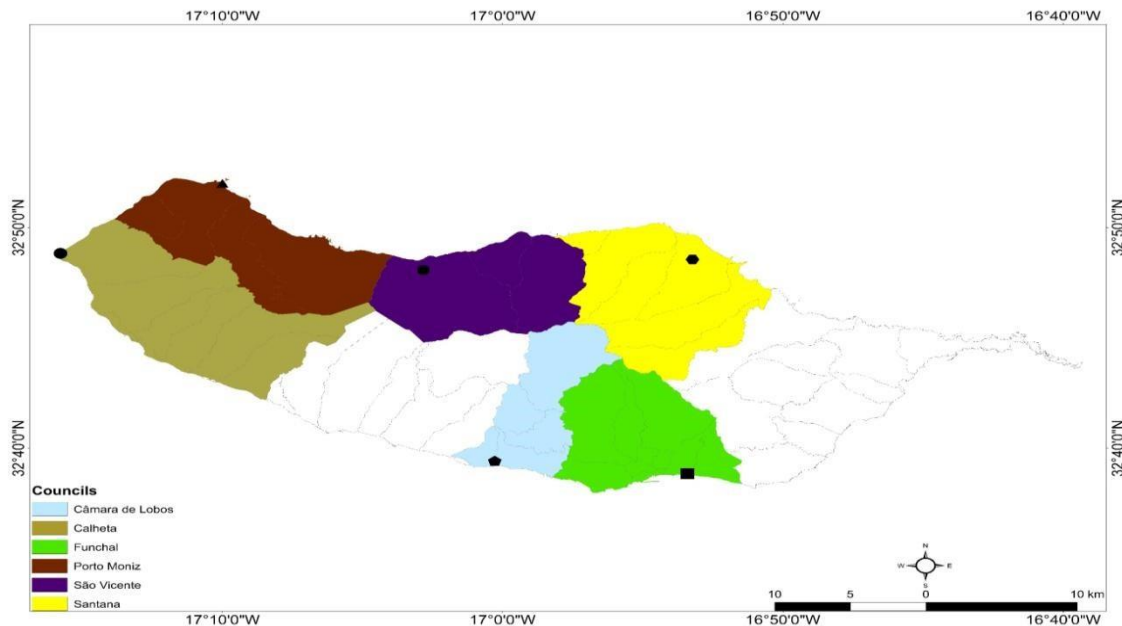 17°10'0"W 17°0'0"W 16°50'0"W 16°40'0"W
32°50'0"N 32°50'0"N
32°40'0"N 32°40'0"N
Councils
Câmara de Lobos
Calheta
Funchal
Porto Moniz
São Vicente
Santana
N
W E
S
10 5 0 10 km
17°10'0"W 17°0'0"W 16°50'0"W 16°40'0"W